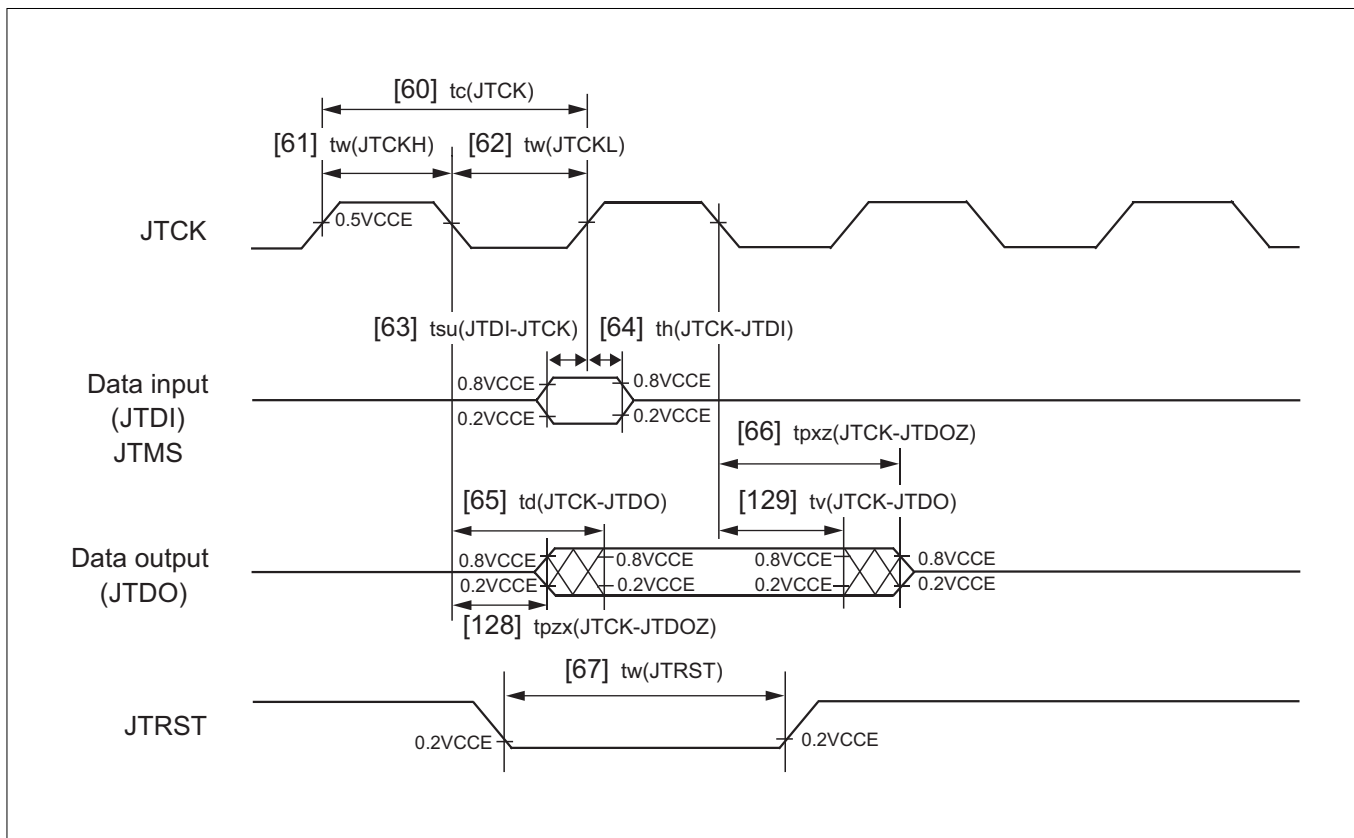 [60] tc(JTCK)
[61] tw(JTCKH)
[62] tw(JTCKL)
JTCK
0.5VCCE
[63] tsu(JTDI-JTCK)
[64] th(JTCK-JTDI)
Data input
(JTDI)
JTMS
0.8VCCE
0.8VCCE
0.2VCCE
0.2VCCE
[66] tpxz(JTCK-JTDOZ)
[65] td(JTCK-JTDO)
[129] tv(JTCK-JTDO)
Data output
(JTDO)
0.8VCCE
0.8VCCE
0.8VCCE
0.8VCCE
0.2VCCE
0.2VCCE
0.2VCCE
0.2VCCE
[128] tpzx(JTCK-JTDOZ)
[67] tw(JTRST)
JTRST
0.2VCCE
0.2VCCE